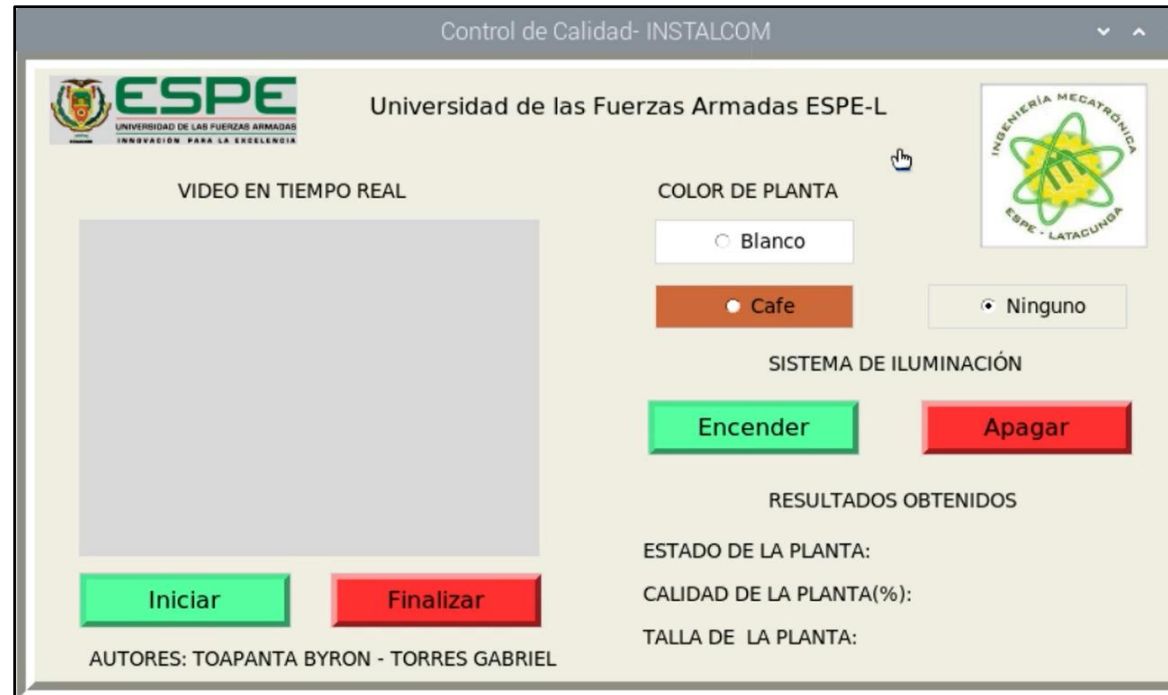 Control de Calidad- INSTALCOM
ESPE
UNIVERSIDAD DE LAS FUERZAS ARMADAS
INNOVACIÓN PARA LA EXCELENCIA
Universidad de las Fuerzas Armadas ESPE-L
INGENIERÍA MECATRÓNICA
ESPE - LATACUNGA
VIDEO EN TIEMPO REAL
COLOR DE PLANTA
Blanco
Cafe
Ninguno
SISTEMA DE ILUMINACIÓN
Encender
Apagar
RESULTADOS OBTENIDOS
ESTADO DE LA PLANTA:
CALIDAD DE LA PLANTA(%):
TALLA DE LA PLANTA:
Iniciar
Finalizar
AUTORES: TOAPANTA BYRON - TORRES GABRIEL